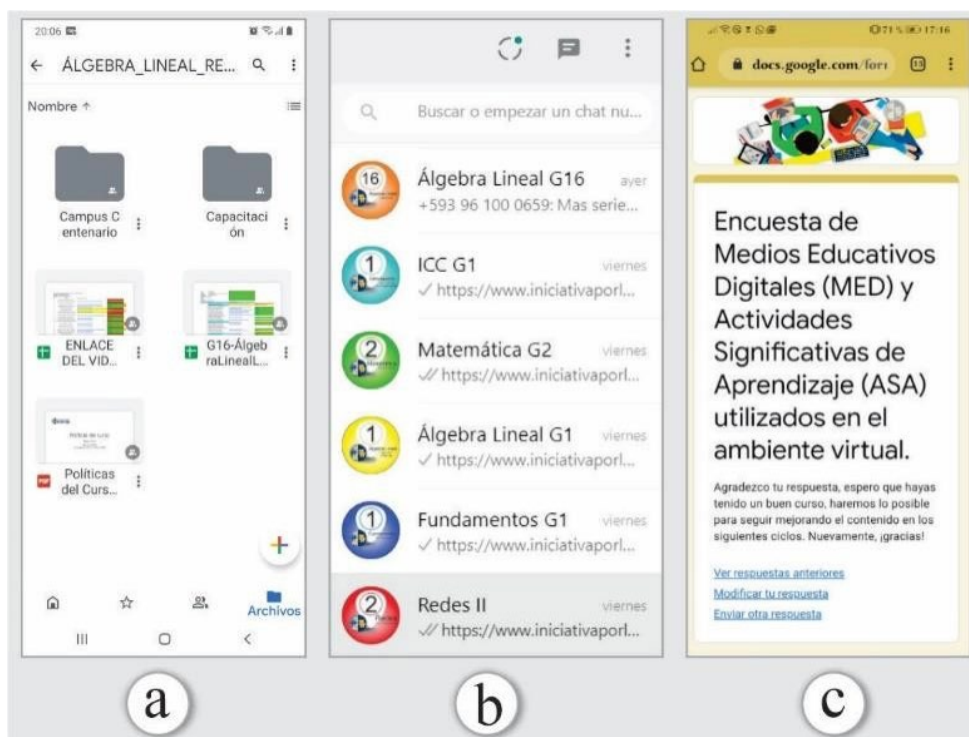 20:06
ÁLGEBRA_LINEAL_RE...
Nombre ↑
Campus C
entenario
Capacitaci
ón
ENLACE
DEL VID...
G16-Álgeb
raLinealL...
PDF
Políticas
del Curs...
Archivos
a
Buscar o empezar un chat nu...
16
Álgebra Lineal G16
ayer
+593 96 100 0659: Mas serie...
1
ICC G1
viernes
https://www.iniciativaporl...
2
Matemática G2
viernes
https://www.iniciativaporl...
1
Álgebra Lineal G1
viernes
https://www.iniciativaporl...
1
Fundamentos G1
viernes
https://www.iniciativaporl...
2
Redes II
viernes
https://www.iniciativaporl...
b
71 % 17:16
docs.google.com/forr
Encuesta de
Medios Educativos
Digitales (MED) y
Actividades
Significativas de
Aprendizaje (ASA)
utilizados en el
ambiente virtual.
Agradezco tu respuesta, espero que hayas
tenido un buen curso, haremos lo posible
para seguir mejorando el contenido en los
siguientes ciclos. Nuevamente, ¡gracias!
Ver respuestas anteriores
Modificar tu respuesta
Enviar otra respuesta
c